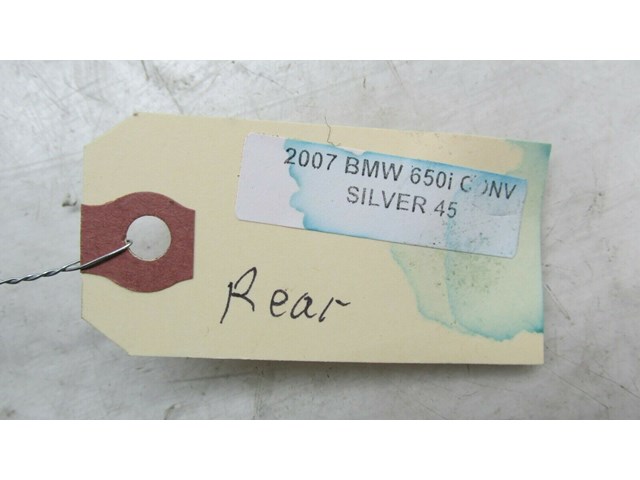 2007 BMW 650i CONV
SILVER 45
Rear